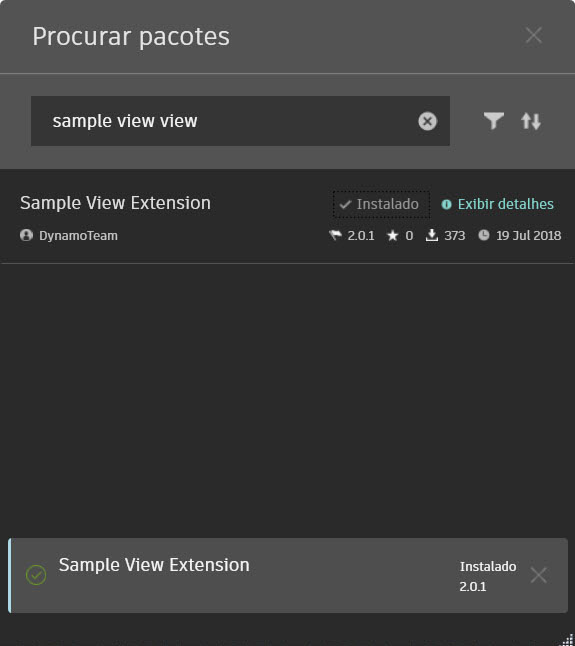 Procurar pacotes
sample view view
Sample View Extension Instalado Exibir detalhes
DynamoTeam 2.0.1 0 373 19 Jul 2018
Sample View Extension Instalado
2.0.1